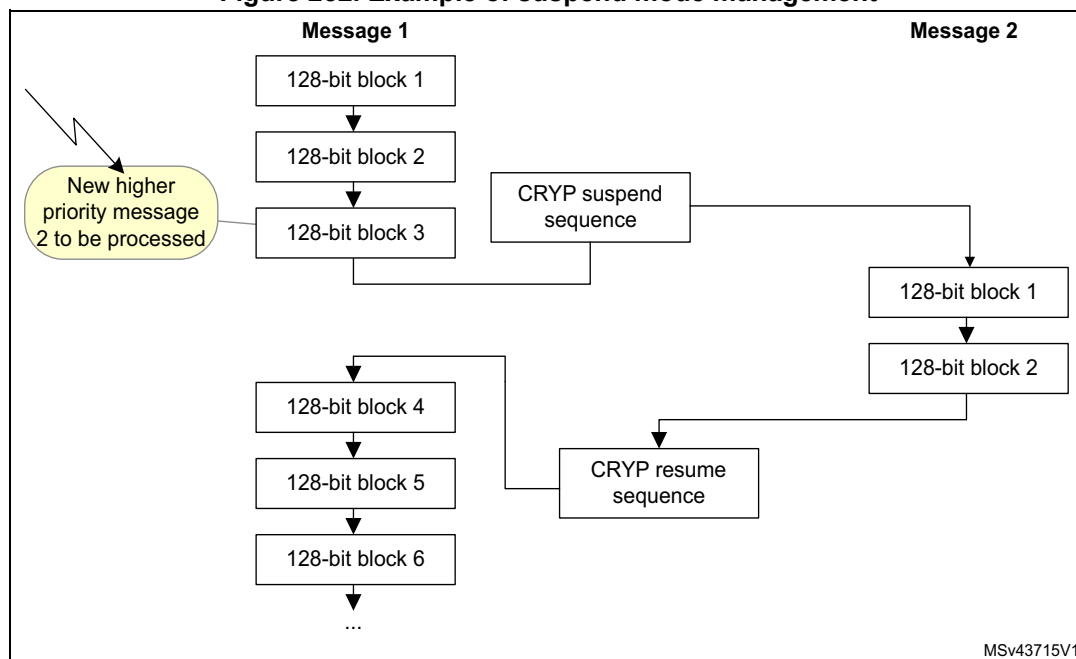 Message 1
Message 2
128-bit block 1
128-bit block 2
New higher
priority message
2 to be processed
128-bit block 3
CRYP suspend
sequence
128-bit block 1
128-bit block 2
128-bit block 4
CRYP resume
sequence
128-bit block 5
128-bit block 6
...
MSv43715V1